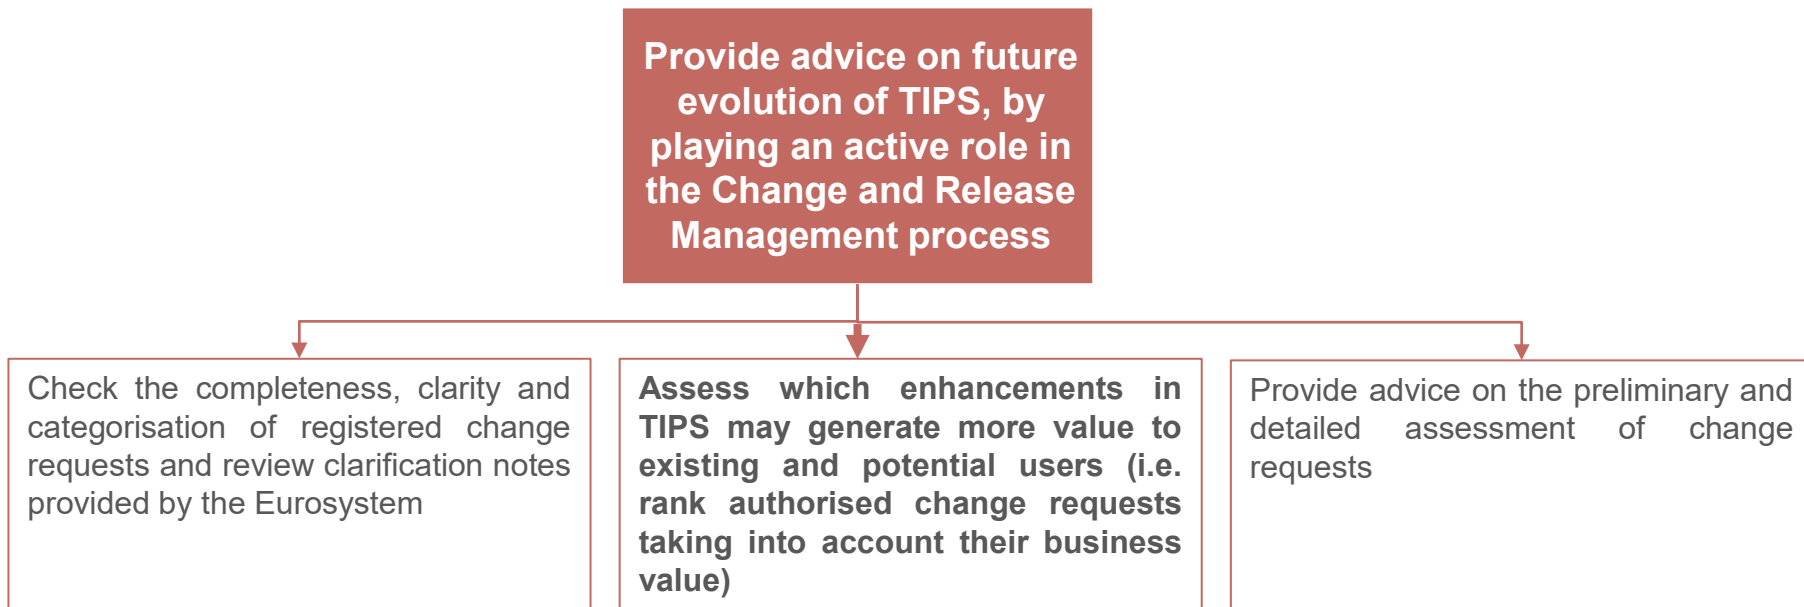 Provide advice on future
evolution of TIPS, by
playing an active role in
the Change and Release
Management process
Check the completeness, clarity and
categorisation of registered change
requests and review clarification notes
provided by the Eurosystem
Assess which enhancements in
TIPS may generate more value to
existing and potential users (i.e.
rank authorised change requests
taking into account their business
value)
Provide advice on the preliminary and
detailed assessment of change
requests